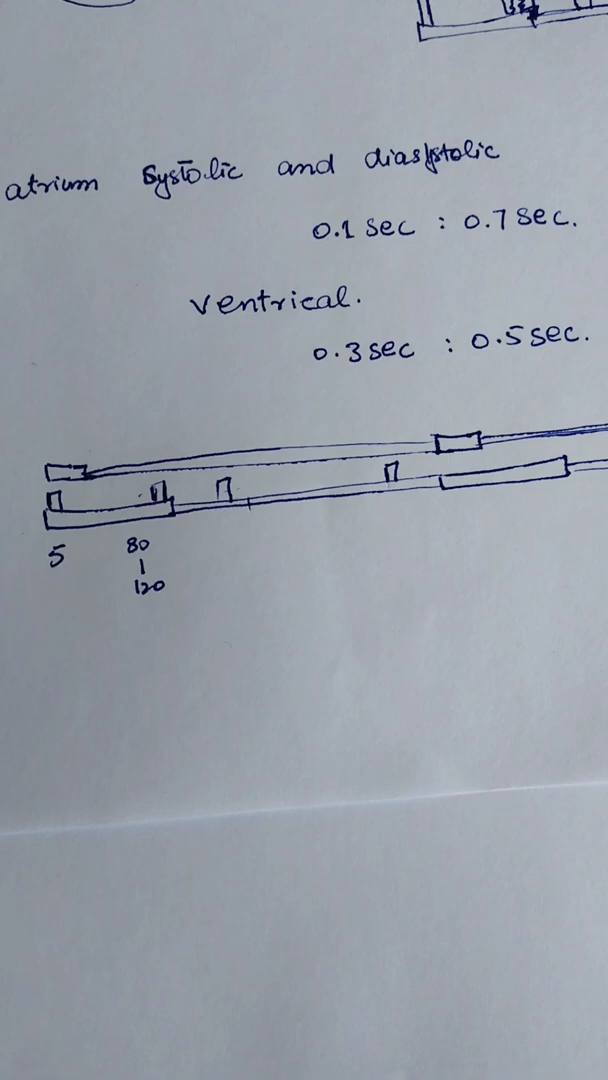 atrium systolic and diasystolic
0.1 sec : 0.7 sec.
Ventrical.
0.3 sec : 0.5 sec.
5 80
120